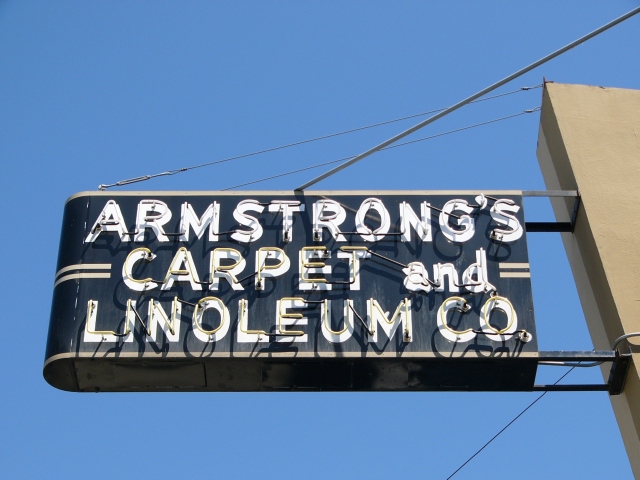 ARMSTRONG'S
CARPET and
LINOLEUM CO.